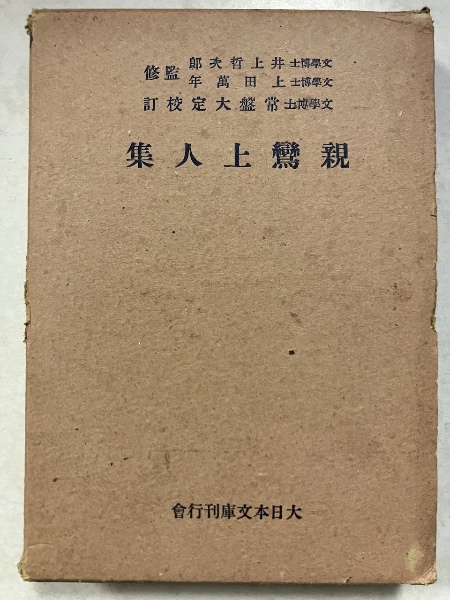 文學博士井上哲次郎
文學博士上田萬年
監修
文學博士常盤大定校訂
親鸞上人集
大日本文庫刊行會